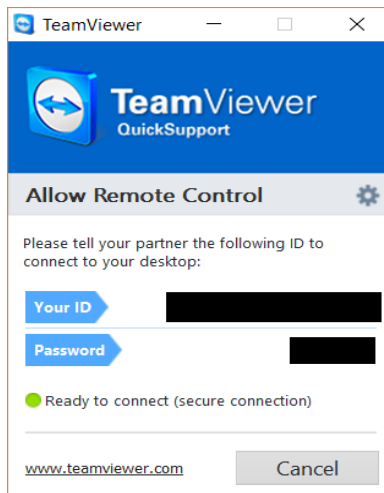 TeamViewer
TeamViewer
QuickSupport
Allow Remote Control
Please tell your partner the following ID to
connect to your desktop:
Your ID
Password
Ready to connect (secure connection)
www.teamviewer.com
Cancel